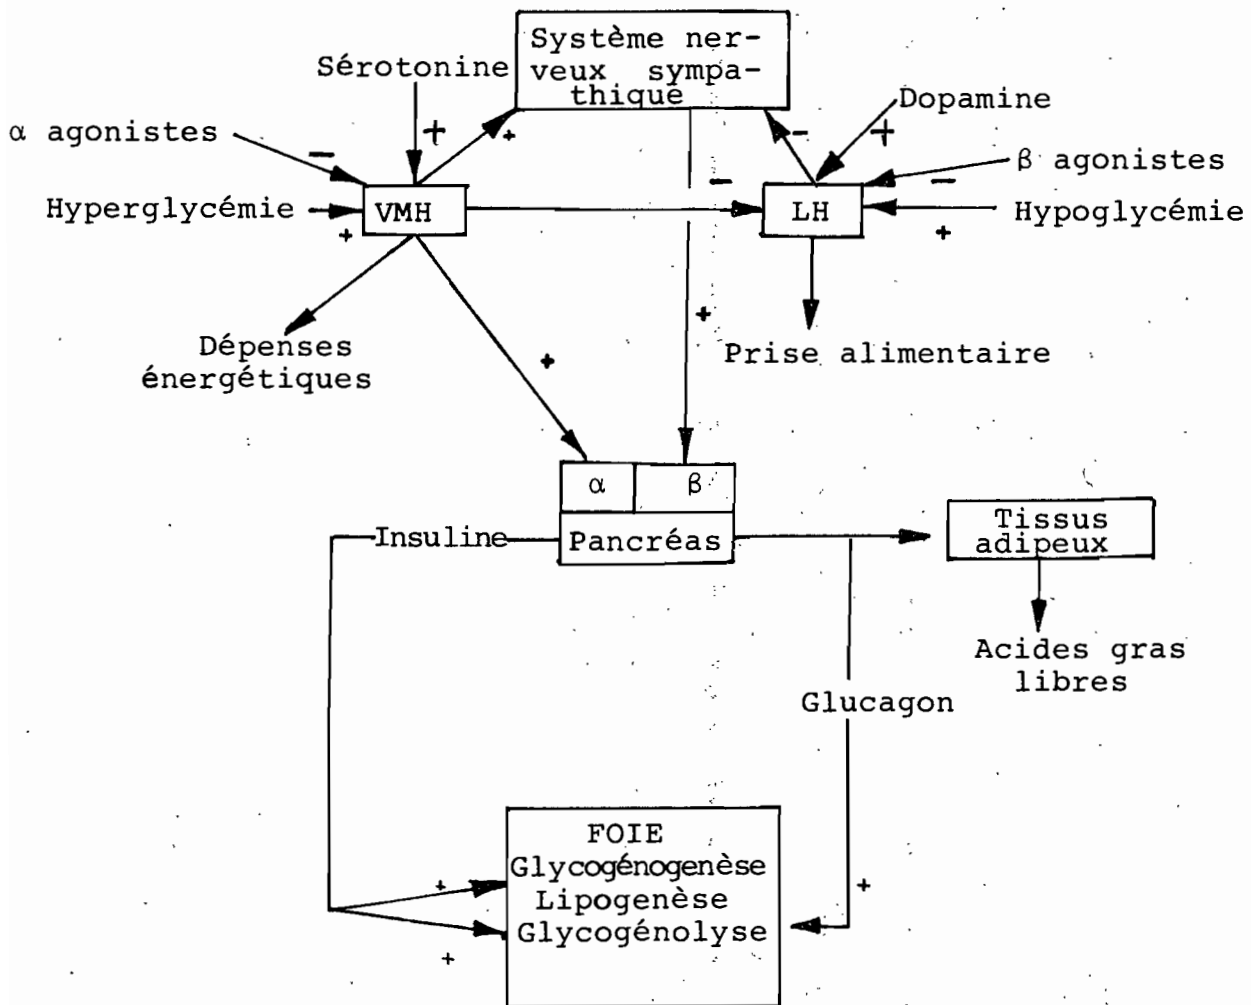 Système ner-
veux sympa-
thique
Sérotonine
Dopamine
α agonistes
+
+
-
+
-
β agonistes
-
-
Hyperglycémie
VMH
LH
Hypoglycémie
+
+
+
Dépenses
énergétiques
Prise alimentaire
+
α
β
Insuline
Pancréas
Tissus
adipeux
Acides gras
libres
Glucagon
FOIE
Glycogénogenèse
+
+
Lipogenèse
Glycogénolyse
+